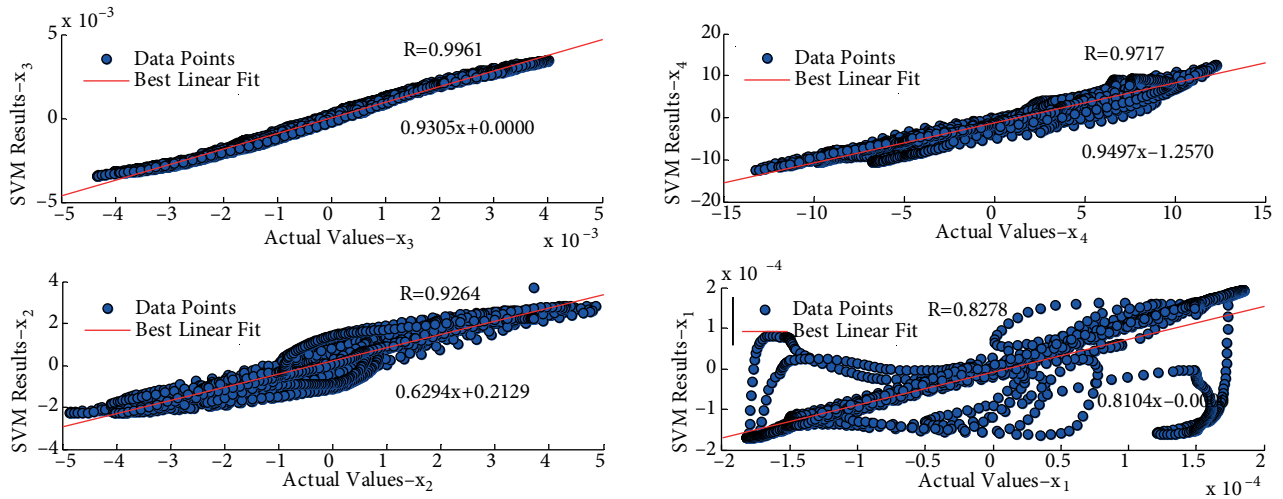 x 10⁻³
5
0
−5
SVM Results−x₃
Data Points
Best Linear Fit
R=0.9961
0.9305x+0.0000
−5 −4 −3 −2 −1 0 1 2 3 4 5
Actual Values−x₃
x 10⁻³
20
10
0
−10
−20
SVM Results−x₄
Data Points
Best Linear Fit
R=0.9717
0.9497x−1.2570
−15 −10 −5 0 5 10 15
Actual Values−x₄
4
2
0
−2
−4
SVM Results−x₂
Data Points
Best Linear Fit
R=0.9264
0.6294x+0.2129
−5 −4 −3 −2 −1 0 1 2 3 4 5
Actual Values−x₂
x 10⁻⁴
2
1
0
−1
−2
SVM Results−x₁
Data Points
Best Linear Fit
R=0.8278
0.8104x−0.0000
−2 −1.5 −1 −0.5 0 0.5 1 1.5 2
Actual Values−x₁
x 10⁻⁴